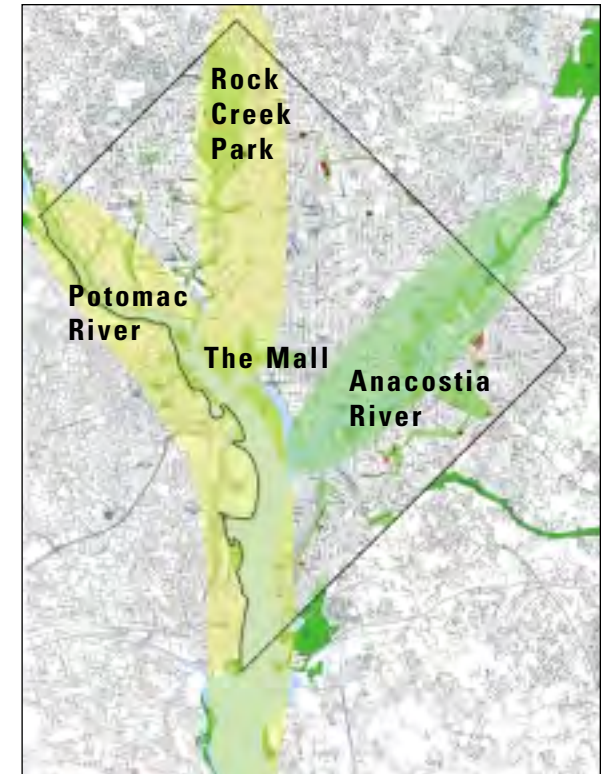 Rock
Creek
Park
Potomac
River
The Mall
Anacostia
River